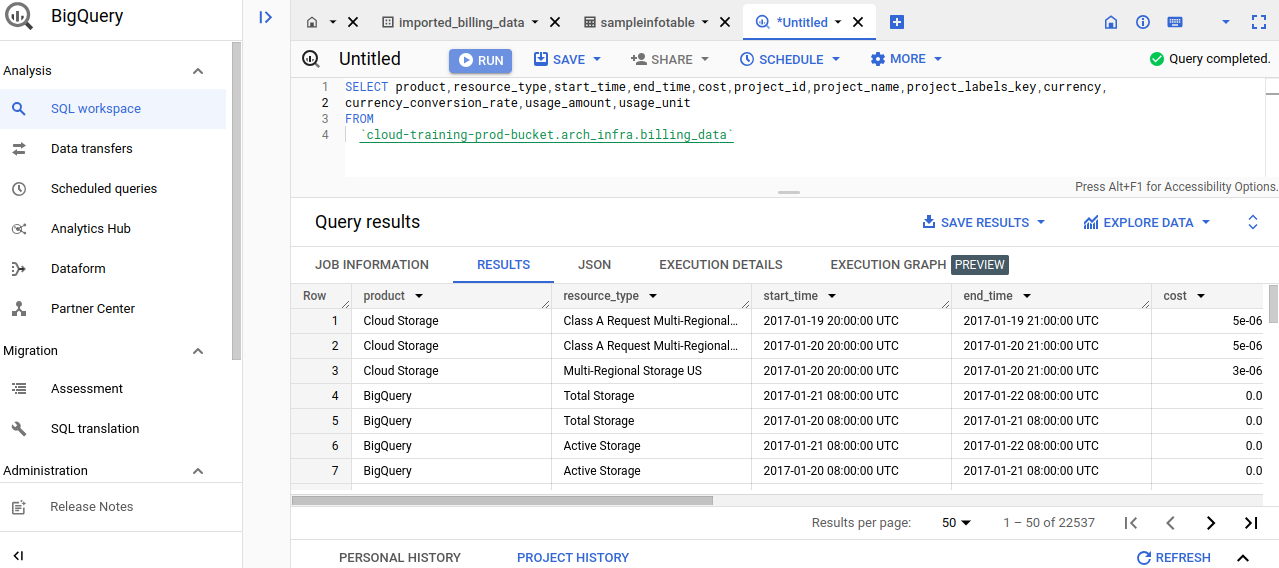 BigQuery
Analysis
SQL workspace
Data transfers
Scheduled queries
Analytics Hub
Dataform
Partner Center
Migration
Assessment
SQL translation
Administration
Release Notes
imported_billing_data sampleinfotable *Untitled
Untitled RUN SAVE SHARE SCHEDULE MORE Query completed.
1 SELECT product,resource_type,start_time,end_time,cost,project_id,project_name,project_labels_key,currency,
2 currency_conversion_rate,usage_amount,usage_unit
3 FROM
4 `cloud-training-prod-bucket.arch_infra.billing_data`
Press Alt+F1 for Accessibility Options.
Query results SAVE RESULTS EXPLORE DATA
JOB INFORMATION RESULTS JSON EXECUTION DETAILS EXECUTION GRAPH PREVIEW
Row product resource_type start_time end_time cost
1 Cloud Storage Class A Request Multi-Regional... 2017-01-19 20:00:00 UTC 2017-01-19 21:00:00 UTC 5e-06
2 Cloud Storage Class A Request Multi-Regional... 2017-01-20 20:00:00 UTC 2017-01-20 21:00:00 UTC 5e-06
3 Cloud Storage Multi-Regional Storage US 2017-01-20 20:00:00 UTC 2017-01-20 21:00:00 UTC 3e-06
4 BigQuery Total Storage 2017-01-21 08:00:00 UTC 2017-01-22 08:00:00 UTC 0.0
5 BigQuery Total Storage 2017-01-20 08:00:00 UTC 2017-01-21 08:00:00 UTC 0.0
6 BigQuery Active Storage 2017-01-21 08:00:00 UTC 2017-01-22 08:00:00 UTC 0.0
7 BigQuery Active Storage 2017-01-20 08:00:00 UTC 2017-01-21 08:00:00 UTC 0.0
Results per page: 50 1 – 50 of 22537
PERSONAL HISTORY PROJECT HISTORY REFRESH